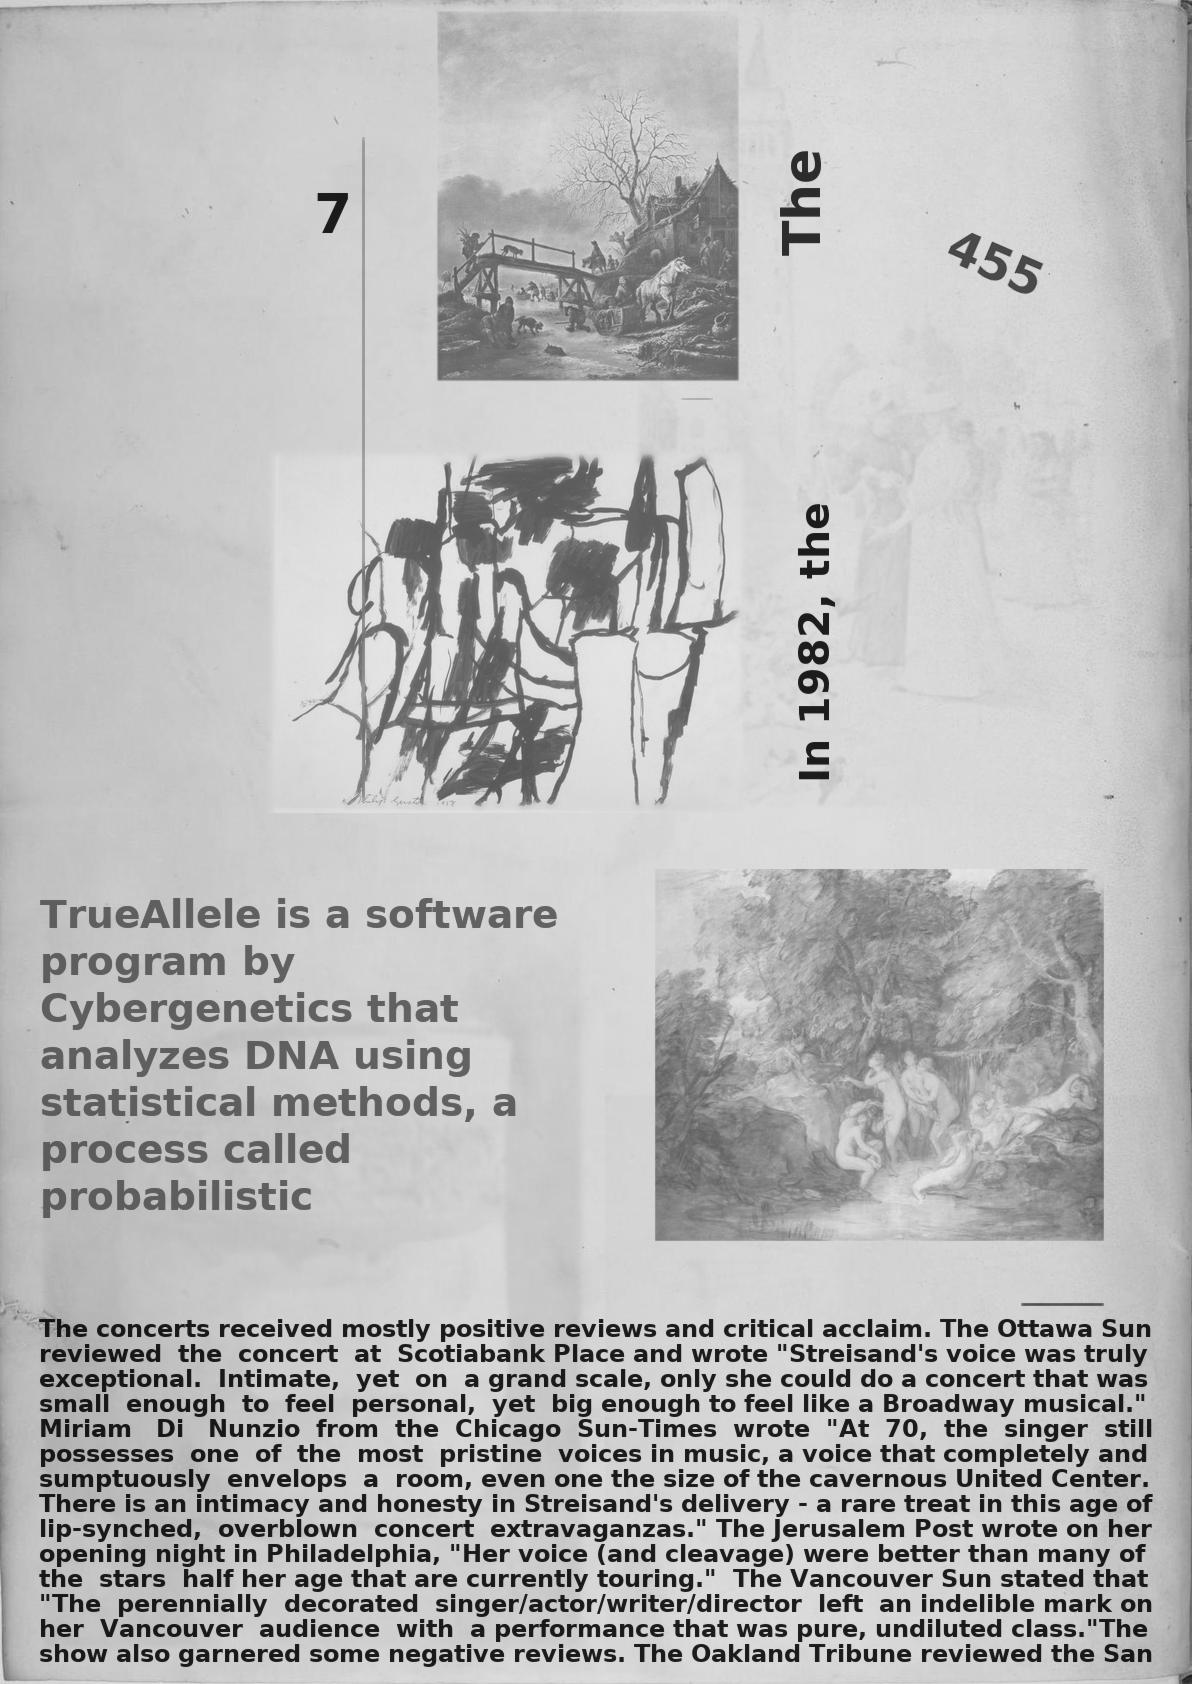 7
The
455
In 1982, the
TrueAllele is a software
program by
Cybergenetics that
analyzes DNA using
statistical methods, a
process called
probabilistic
The concerts received mostly positive reviews and critical acclaim. The Ottawa Sun
reviewed the concert at Scotiabank Place and wrote "Streisand's voice was truly
exceptional. Intimate, yet on a grand scale, only she could do a concert that was
small enough to feel personal, yet big enough to feel like a Broadway musical."
Miriam Di Nunzio from the Chicago Sun-Times wrote "At 70, the singer still
possesses one of the most pristine voices in music, a voice that completely and
sumptuously envelops a room, even one the size of the cavernous United Center.
There is an intimacy and honesty in Streisand's delivery - a rare treat in this age of
lip-synched, overblown concert extravaganzas." The Jerusalem Post wrote on her
opening night in Philadelphia, "Her voice (and cleavage) were better than many of
the stars half her age that are currently touring." The Vancouver Sun stated that
"The perennially decorated singer/actor/writer/director left an indelible mark on
her Vancouver audience with a performance that was pure, undiluted class."The
show also garnered some negative reviews. The Oakland Tribune reviewed the San